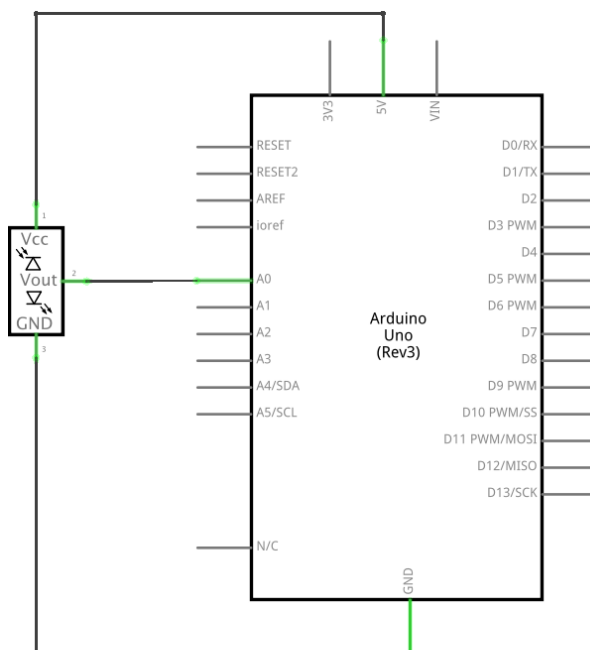 3V3
5V
VIN
RESET
RESET2
AREF
ioref
A0
A1
A2
A3
A4/SDA
A5/SCL
N/C
D0/RX
D1/TX
D2
D3 PWM
D4
D5 PWM
D6 PWM
D7
D8
D9 PWM
D10 PWM/SS
D11 PWM/MOSI
D12/MISO
D13/SCK
Arduino
Uno
(Rev3)
GND
1
Vcc
Vout
2
GND
3